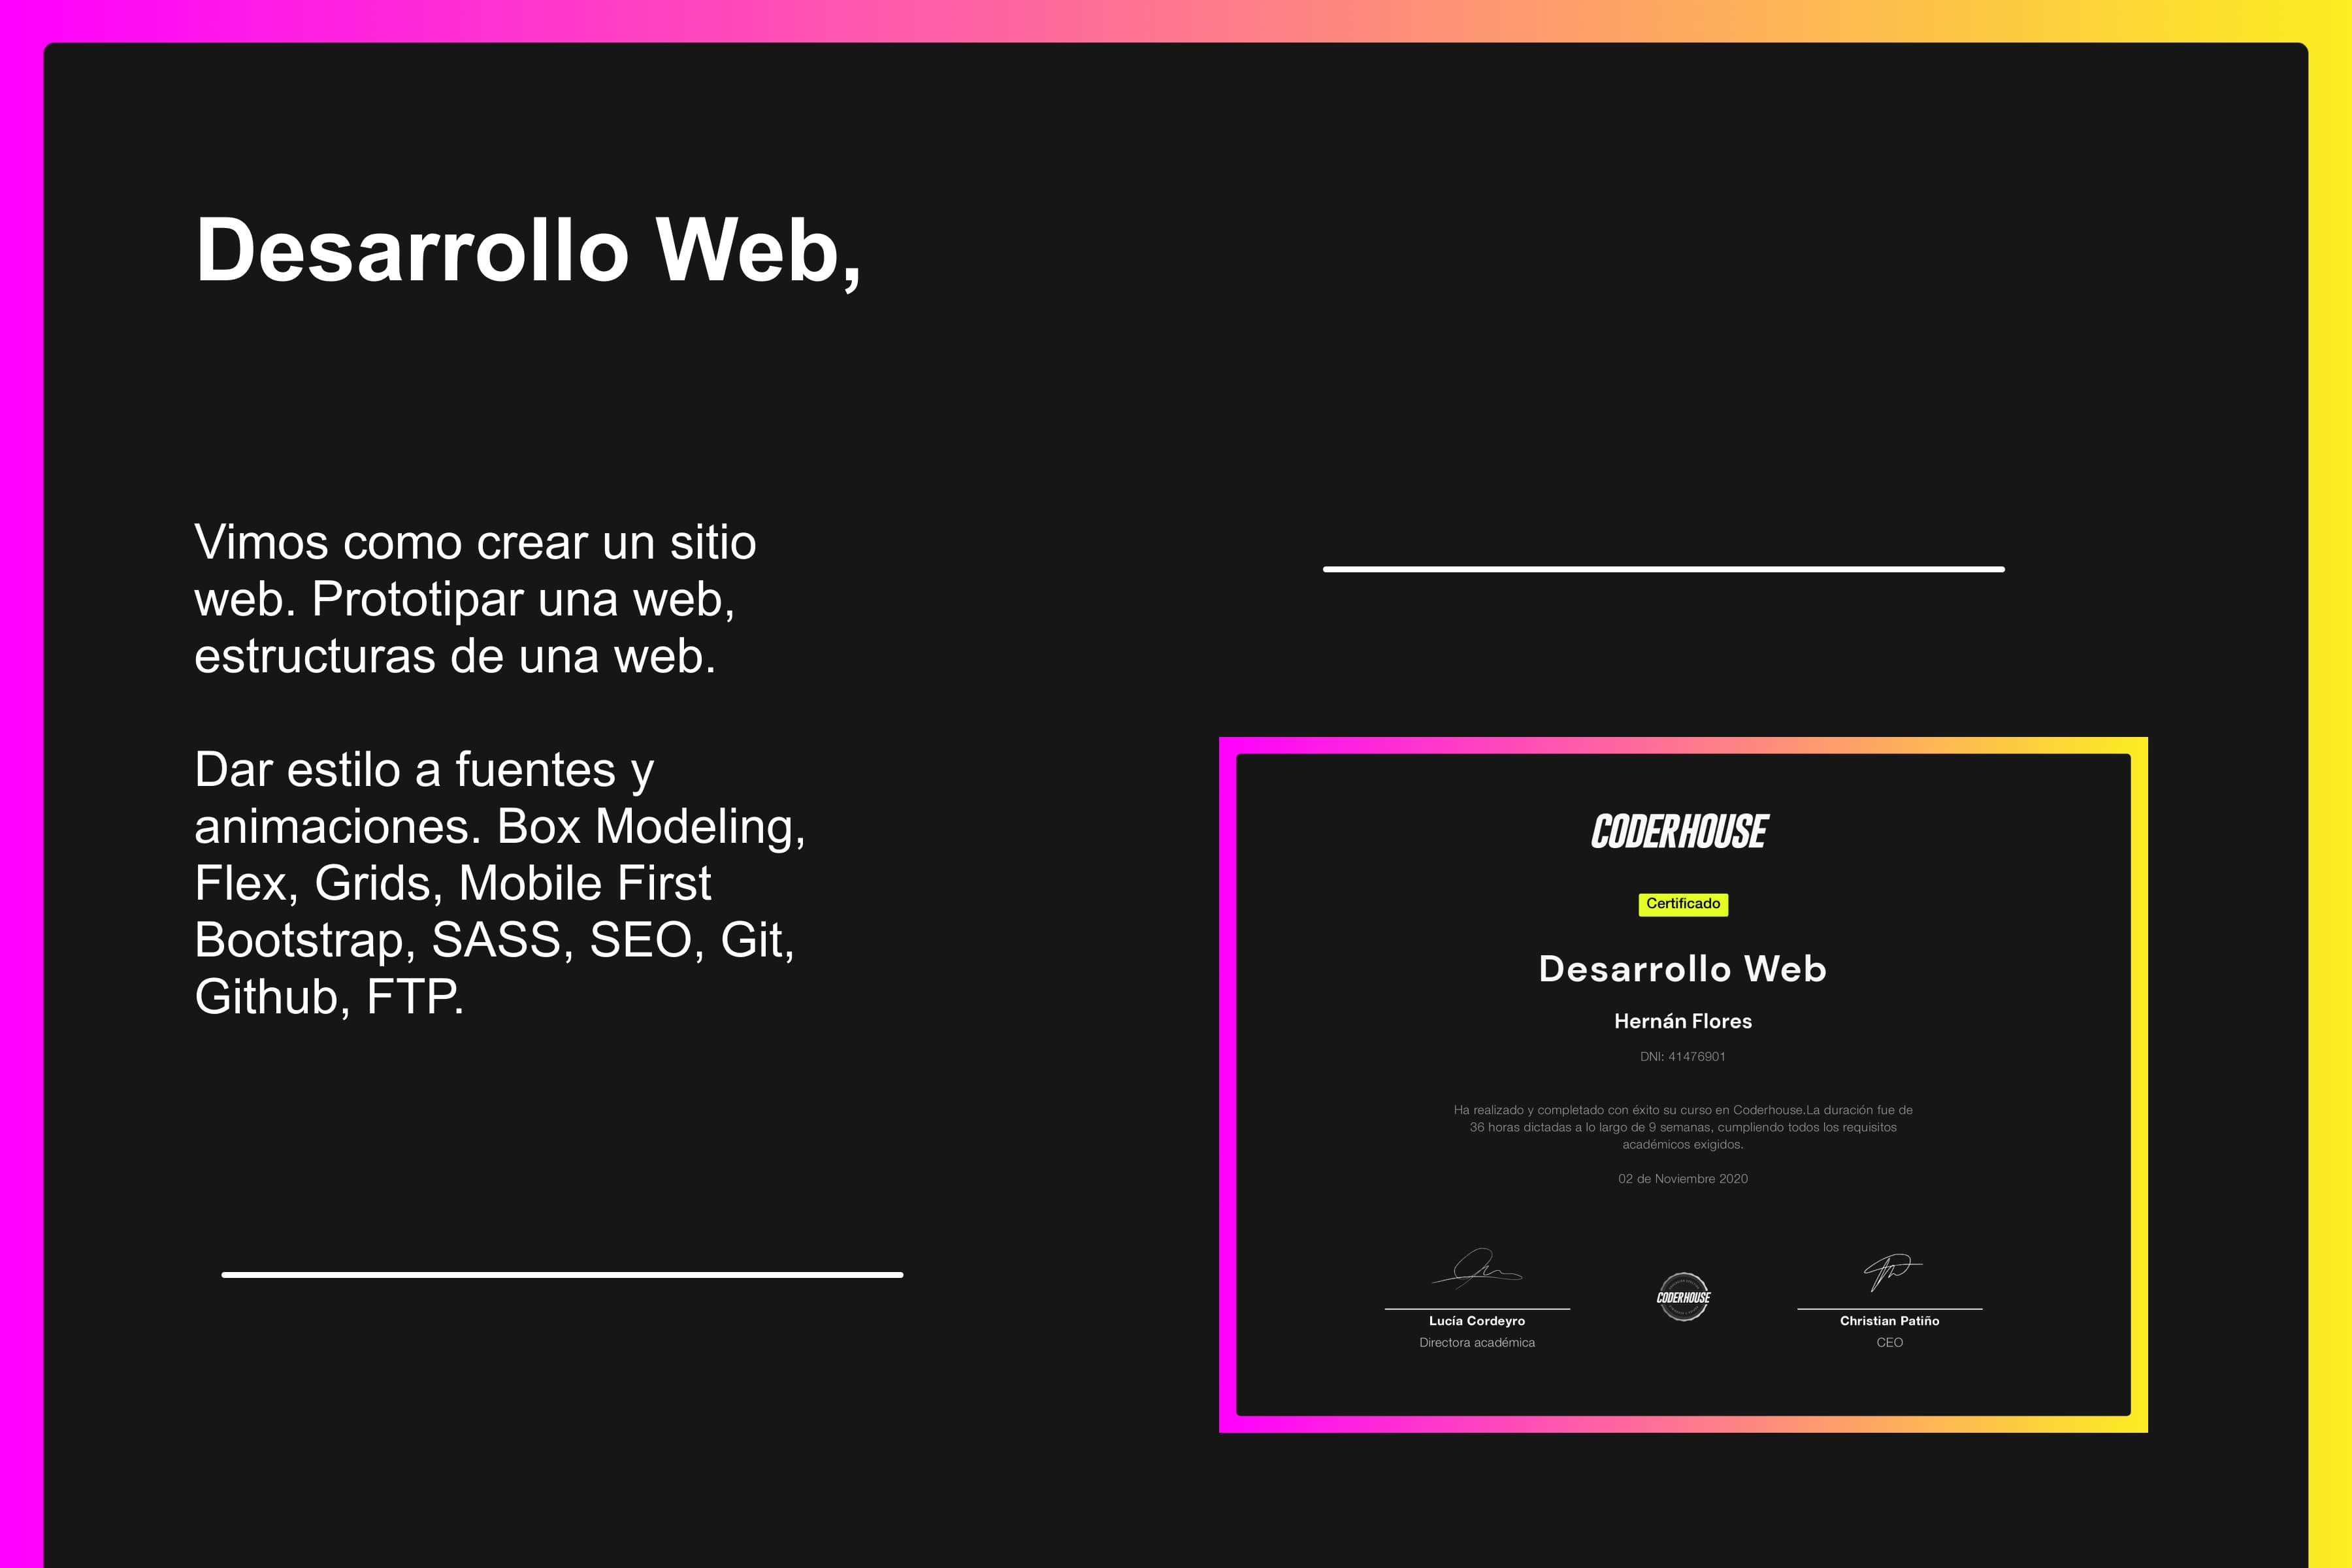 Desarrollo Web,
Vimos como crear un sitio
web. Prototipar una web,
estructuras de una web.
Dar estilo a fuentes y
animaciones. Box Modeling,
Flex, Grids, Mobile First
Bootstrap, SASS, SEO, Git,
Github, FTP.
CODERHOUSE
Certificado
Desarrollo Web
Hernán Flores
DNI: 41476901
Ha realizado y completado con éxito su curso en Coderhouse.La duración fue de
36 horas dictadas a lo largo de 9 semanas, cumpliendo todos los requisitos
académicos exigidos.
02 de Noviembre 2020
CODERHOUSE
Lucía Cordeyro
Directora académica
Christian Patiño
CEO